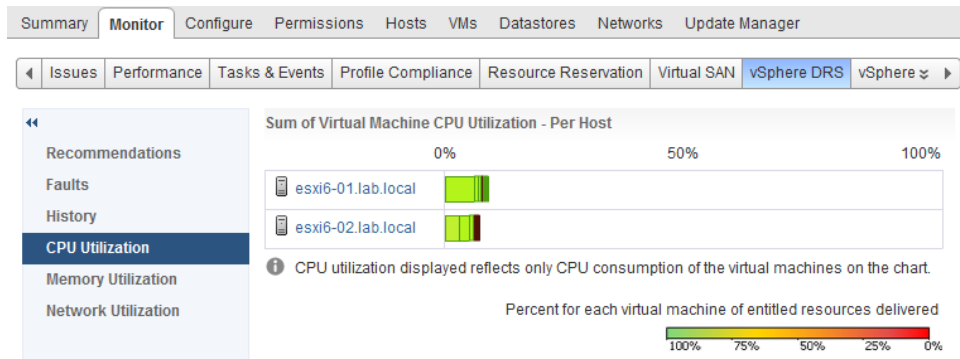 Summary Monitor Configure Permissions Hosts VMs Datastores Networks Update Manager
Issues Performance Tasks & Events Profile Compliance Resource Reservation Virtual SAN vSphere DRS vSphere
Sum of Virtual Machine CPU Utilization - Per Host
Recommendations
Faults
History
CPU Utilization
Memory Utilization
Network Utilization
0% 50% 100%
esxi6-01.lab.local
esxi6-02.lab.local
CPU utilization displayed reflects only CPU consumption of the virtual machines on the chart.
Percent for each virtual machine of entitled resources delivered
100% 75% 50% 25% 0%